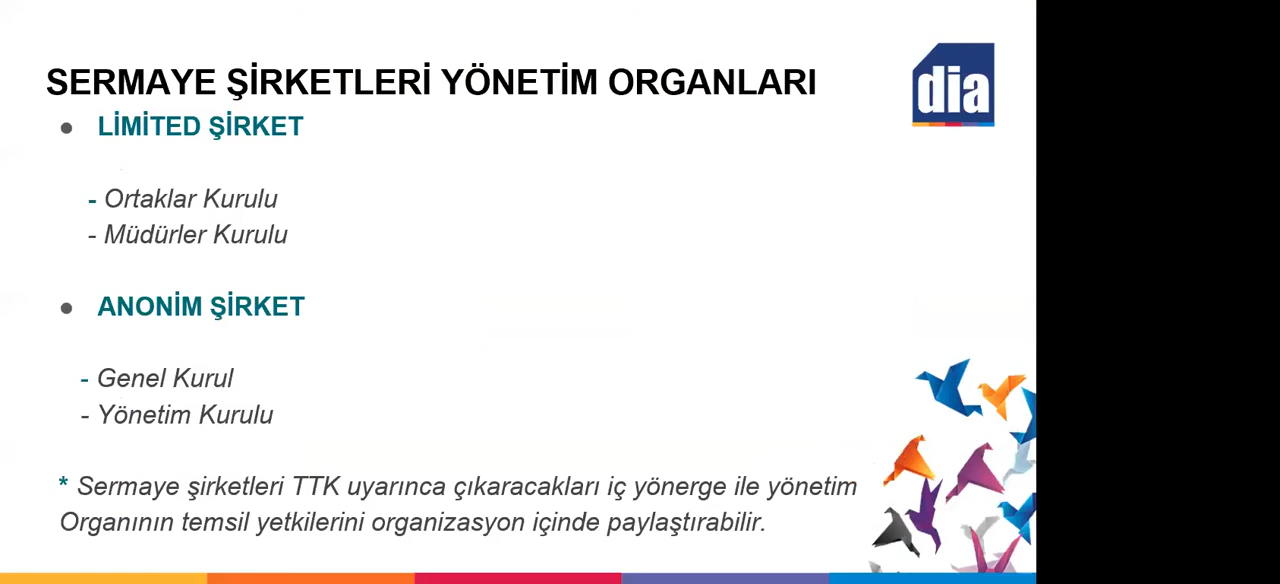 SERMAYE ŞİRKETLERİ YÖNETİM ORGANLARI
dia
● LİMİTED ŞİRKET
- Ortaklar Kurulu
- Müdürler Kurulu
● ANONİM ŞİRKET
- Genel Kurul
- Yönetim Kurulu
* Sermaye şirketleri TTK uyarınca çıkaracakları iç yönerge ile yönetim
Organının temsil yetkilerini organizasyon içinde paylaştırabilir.